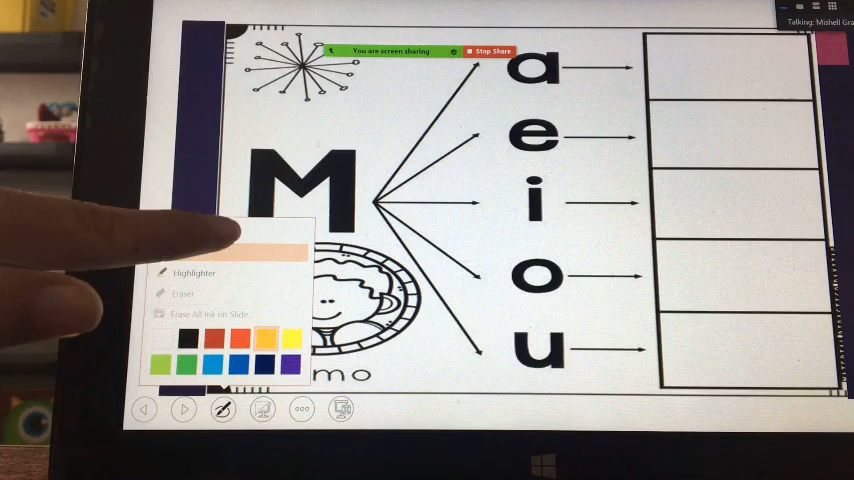 Talking: Mishell Gra
You are screen sharing
Stop Share
a
e
M
i
o
u
Highlighter
Eraser
Erase All Ink on Slide
mo